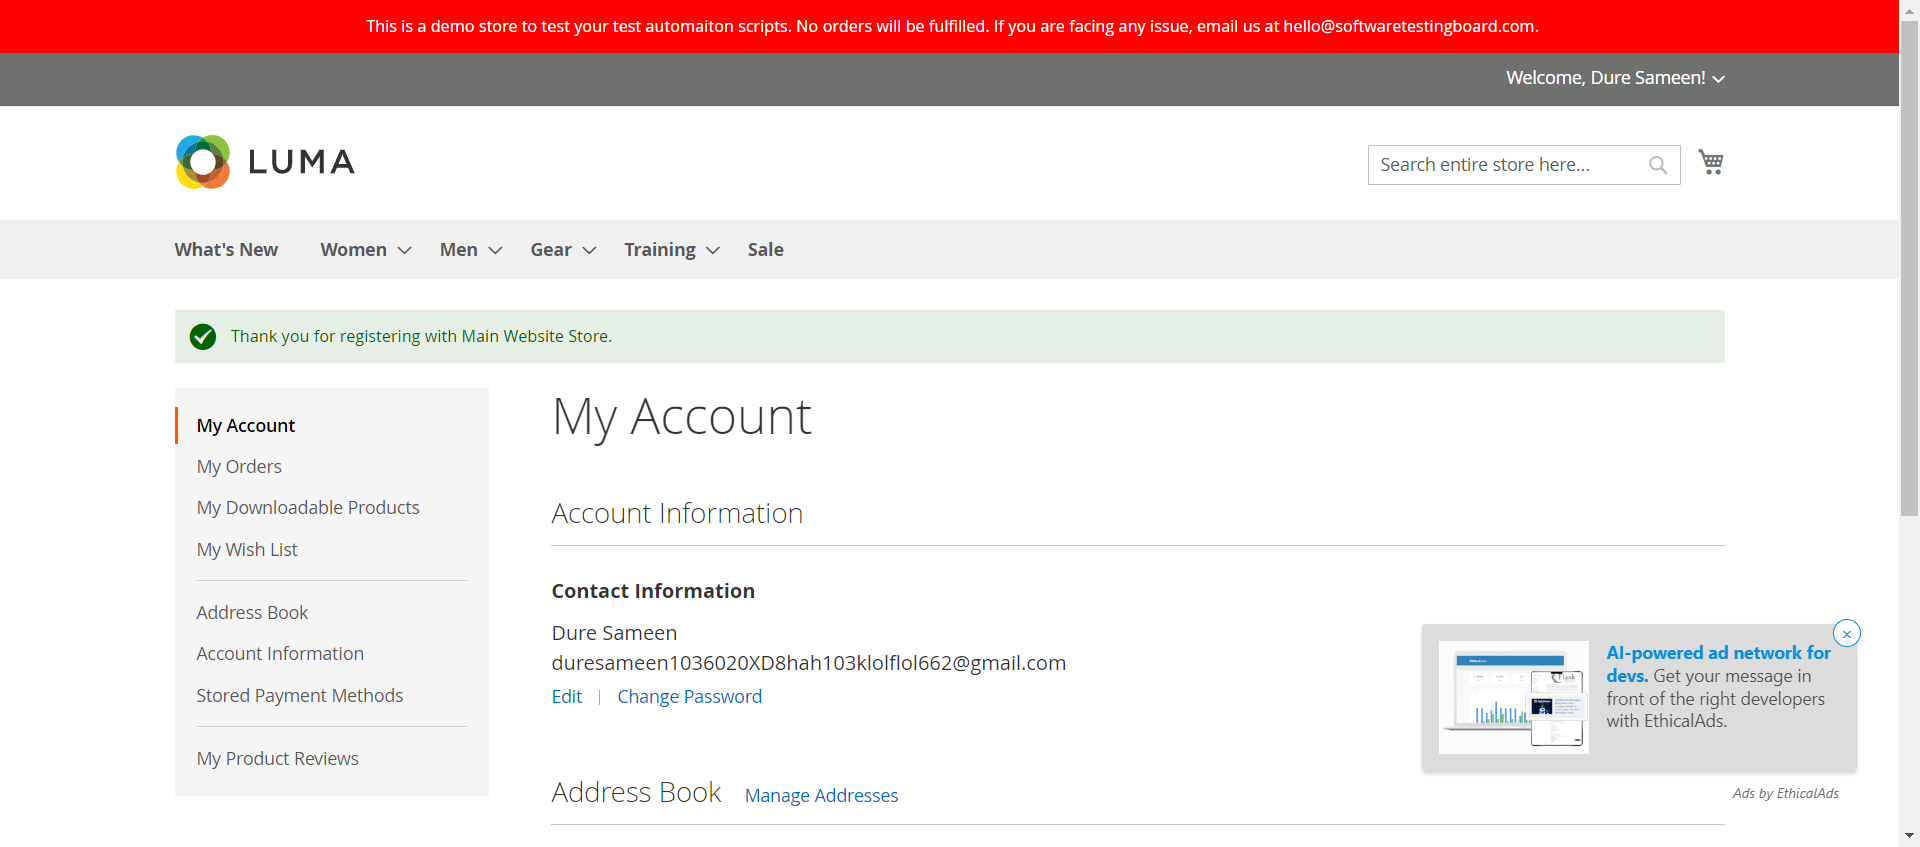 This is a demo store to test your test automaiton scripts. No orders will be fulfilled. If you are facing any issue, email us at hello@softwaretestingboard.com.
Welcome, Dure Sameen!
LUMA
Search entire store here...
What's New
Women
Men
Gear
Training
Sale
Thank you for registering with Main Website Store.
My Account
My Orders
My Downloadable Products
My Wish List
Address Book
Account Information
Stored Payment Methods
My Product Reviews
My Account
Account Information
Contact Information
Dure Sameen
duresameen1036020XD8hah103klolflol662@gmail.com
Edit | Change Password
Address Book Manage Addresses
AI-powered ad network for
devs. Get your message in
front of the right developers
with EthicalAds.
Ads by EthicalAds